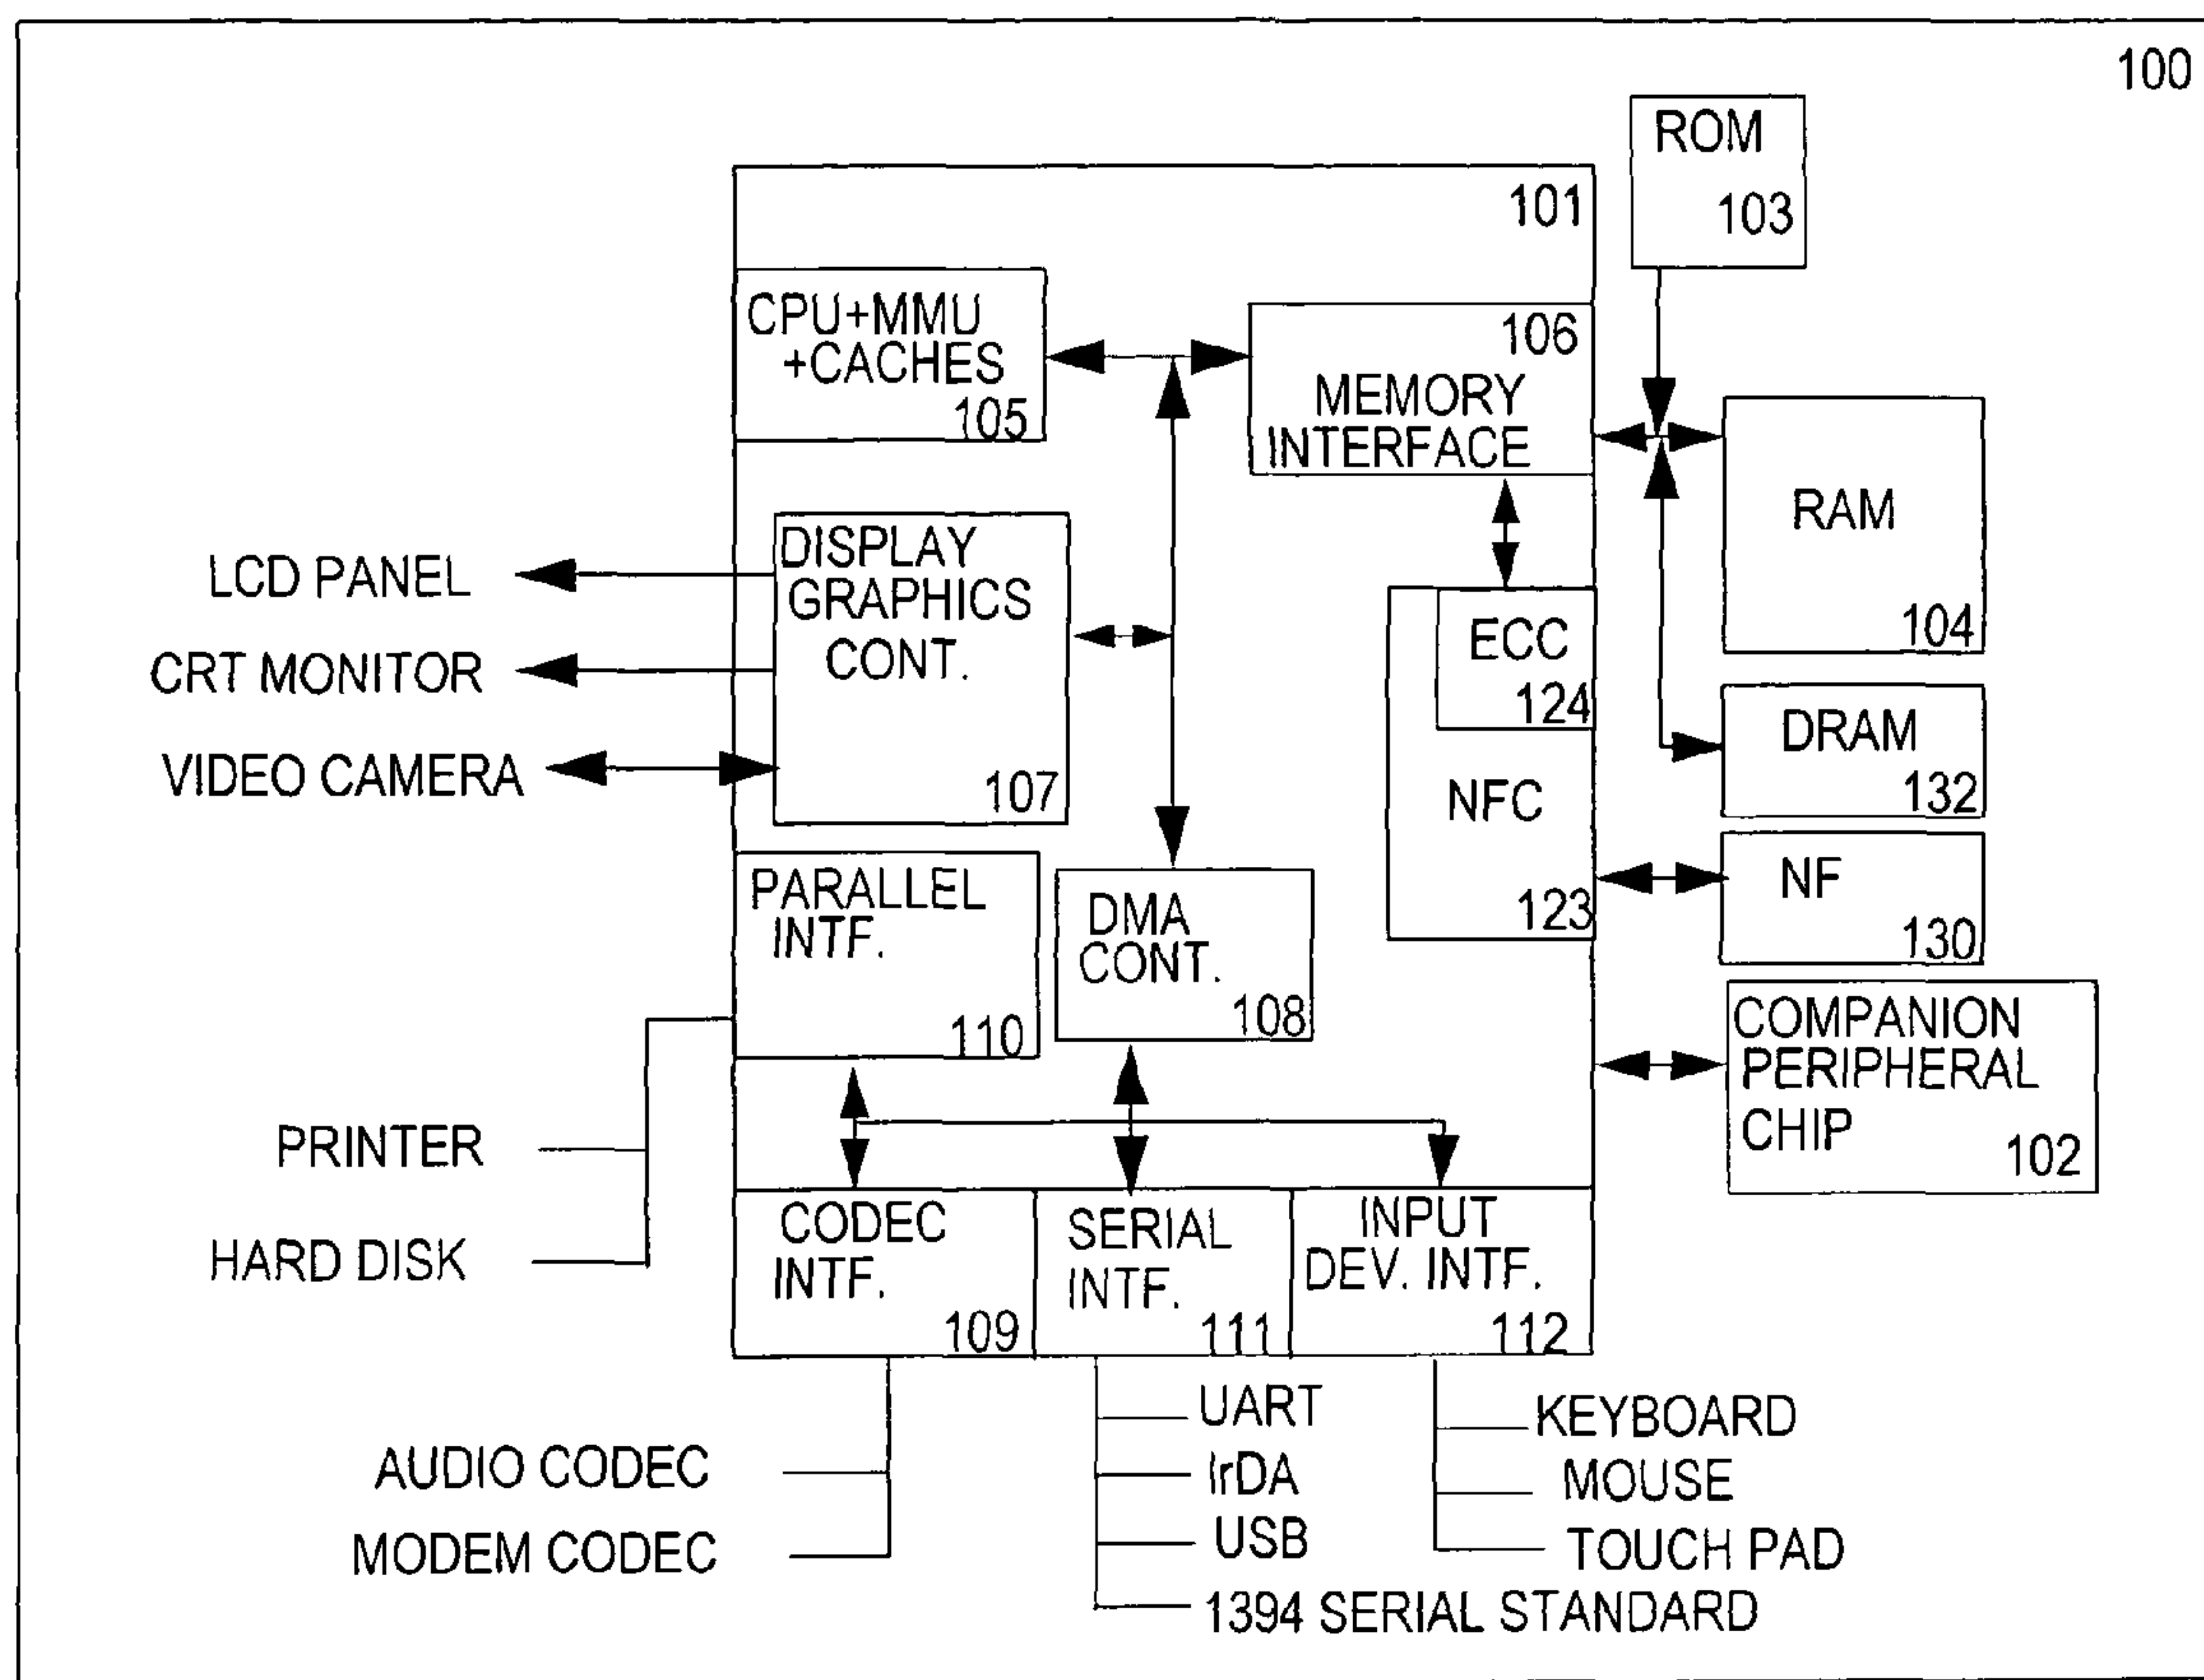 100
ROM
103
101
CPU+MMU
+CACHES
105
106
MEMORY
INTERFACE
RAM
104
DISPLAY
GRAPHICS
CONT.
107
LCD PANEL
CRT MONITOR
VIDEO CAMERA
ECC
124
NFC
123
DRAM
132
NF
130
PARALLEL
INTF.
110
DMA
CONT.
108
COMPANION
PERIPHERAL
CHIP
102
PRINTER
HARD DISK
CODEC
INTF.
109
SERIAL
INTF.
111
INPUT
DEV. INTF.
112
AUDIO CODEC
MODEM CODEC
UART
IrDA
USB
1394 SERIAL STANDARD
KEYBOARD
MOUSE
TOUCH PAD